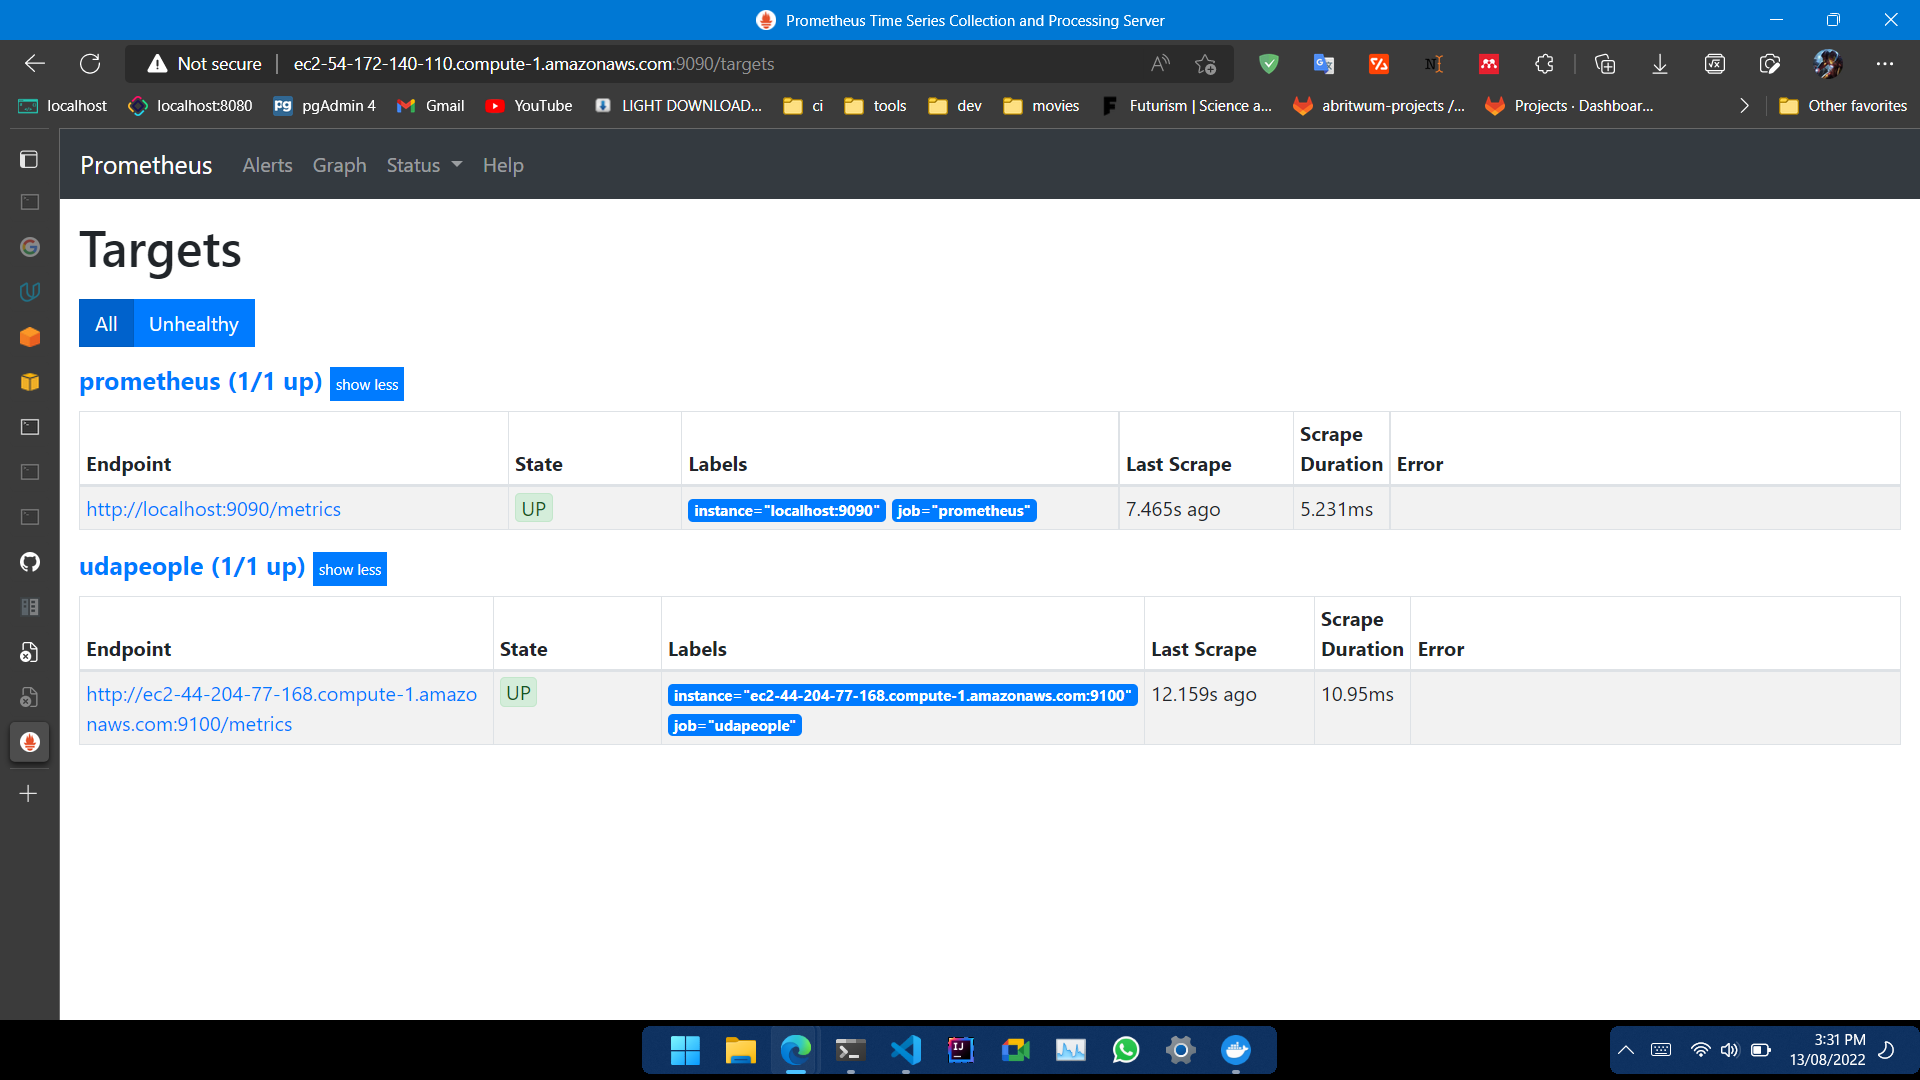 Prometheus Time Series Collection and Processing Server
Not secure | ec2-54-172-140-110.compute-1.amazonaws.com:9090/targets
localhost localhost:8080 pgAdmin 4 Gmail YouTube LIGHT DOWNLOAD... ci tools dev movies Futurism | Science a... abritwum-projects /... Projects · Dashboar... Other favorites
Prometheus Alerts Graph Status Help
Targets
All Unhealthy
prometheus (1/1 up) show less
Endpoint State Labels Last Scrape Scrape Duration Error
http://localhost:9090/metrics UP instance="localhost:9090" job="prometheus" 7.465s ago 5.231ms
udapeople (1/1 up) show less
Endpoint State Labels Last Scrape Scrape Duration Error
http://ec2-44-204-77-168.compute-1.amazo UP instance="ec2-44-204-77-168.compute-1.amazonaws.com:9100" 12.159s ago 10.95ms
naws.com:9100/metrics job="udapeople"
3:31 PM
13/08/2022